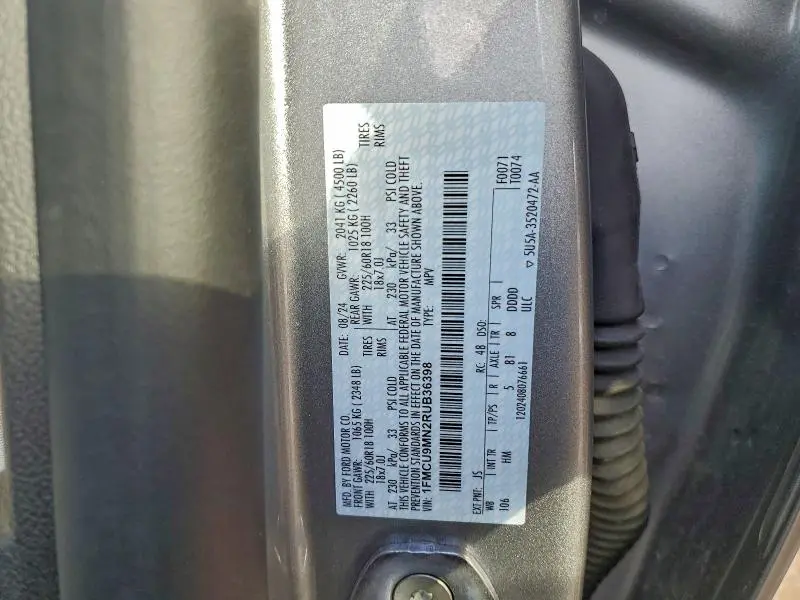 MFD. BY FORD MOTOR CO. DATE: 08/24 GVWR: 2041 KG ( 4500 LB)
FRONT GAWR: 1065 KG ( 2348 LB) REAR GAWR: 1025 KG ( 2260 LB)
WITH 225/60R18 100H TIRES WITH 225/60R18 100H TIRES
18x7.0J RIMS 18x7.0J RIMS
AT 230 kPa/ 33 PSI COLD AT 230 kPa/ 33 PSI COLD
THIS VEHICLE CONFORMS TO ALL APPLICABLE FEDERAL MOTOR VEHICLE SAFETY AND THEFT
PREVENTION STANDARDS IN EFFECT ON THE DATE OF MANUFACTURE SHOWN ABOVE.
VIN: 1FMCU9MN2RUB36398 TYPE: MPV
EXT PNT: JS RC: 48 DSO: F0071
T0074
WB INT TR TP/PS R AXLE TR SPR
106 HM 5 B1 8 DDDD
ULC
1202408076661 5U5A-3520472-AA